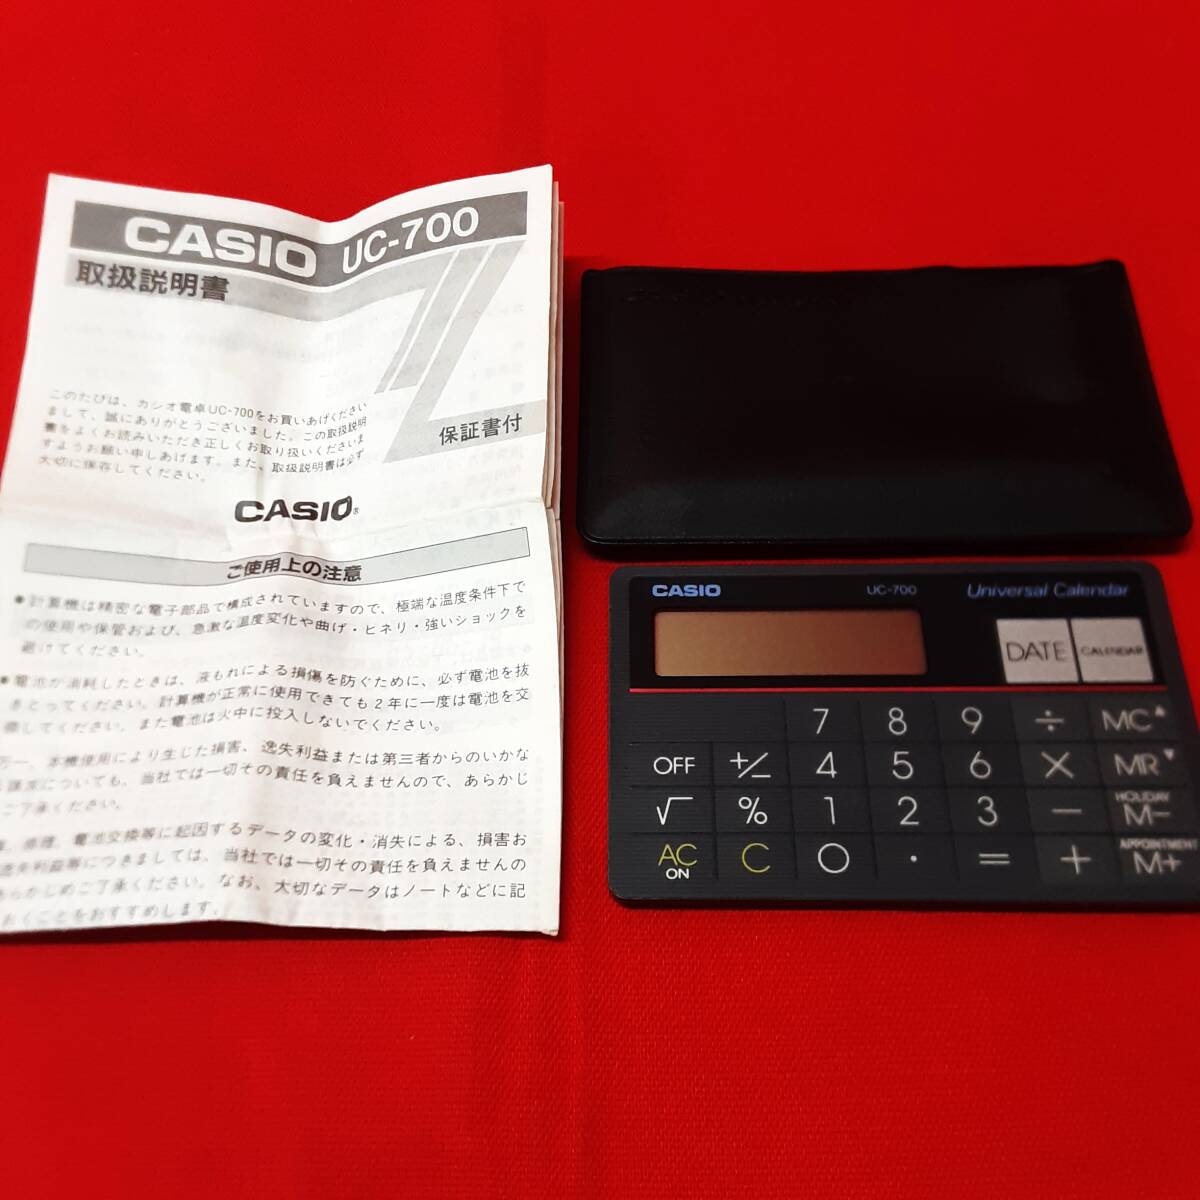 CASIO UC-700
取扱説明書
このたびは、カシオ電卓UC-700をお買いあげください
まして、誠にありがとうございました。この取扱説明
書をよくお読みいただき正しくお取り扱いくださいま
すようお願い申しあげます。また、取扱説明書は必ず
大切に保存してください。
保証書付
CASIO®
ご使用上の注意
●計算機は精密な電子部品で構成されていますので、極端な温度条件下で
の使用や保管および、急激な温度変化や曲げ・ヒネリ・強いショックを
避けてください。
●電池が消耗したときは、液もれによる損傷を防ぐために、必ず電池を抜
きとってください。計算機が正常に使用できても2年に一度は電池を交
換してください。また電池は火中に投入しないでください。
万一、本機使用により生じた損害、逸失利益または第三者からのいかな
請求についても、当社では一切その責任を負えませんので、あらかじ
ご了承ください。
修理、電池交換等に起因するデータの変化・消失による、損害お
逸失利益等につきましては、当社では一切その責任を負えませんの
あらかじめご了承ください。なお、大切なデータはノートなどに記
おくことをおすすめします。
CASIO UC-700 Universal Calendar
DATE CALENDAR
7 8 9 ÷ MC▲
OFF +/− 4 5 6 × MR▼
HOLIDAY
√ % 1 2 3 − M−
APPOINTMENT
AC C 0 · = + M+
ON